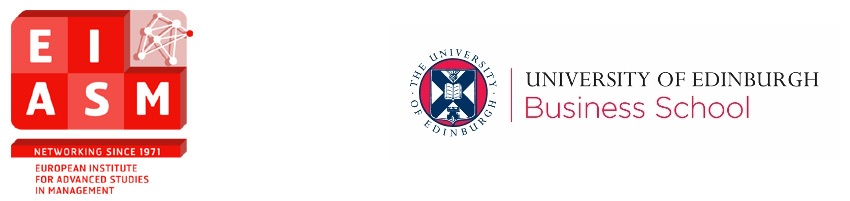 E I
A S M
NETWORKING SINCE 1971
EUROPEAN INSTITUTE
FOR ADVANCED STUDIES
IN MANAGEMENT
THE UNIVERSITY OF EDINBURGH
UNIVERSITY OF EDINBURGH
Business School